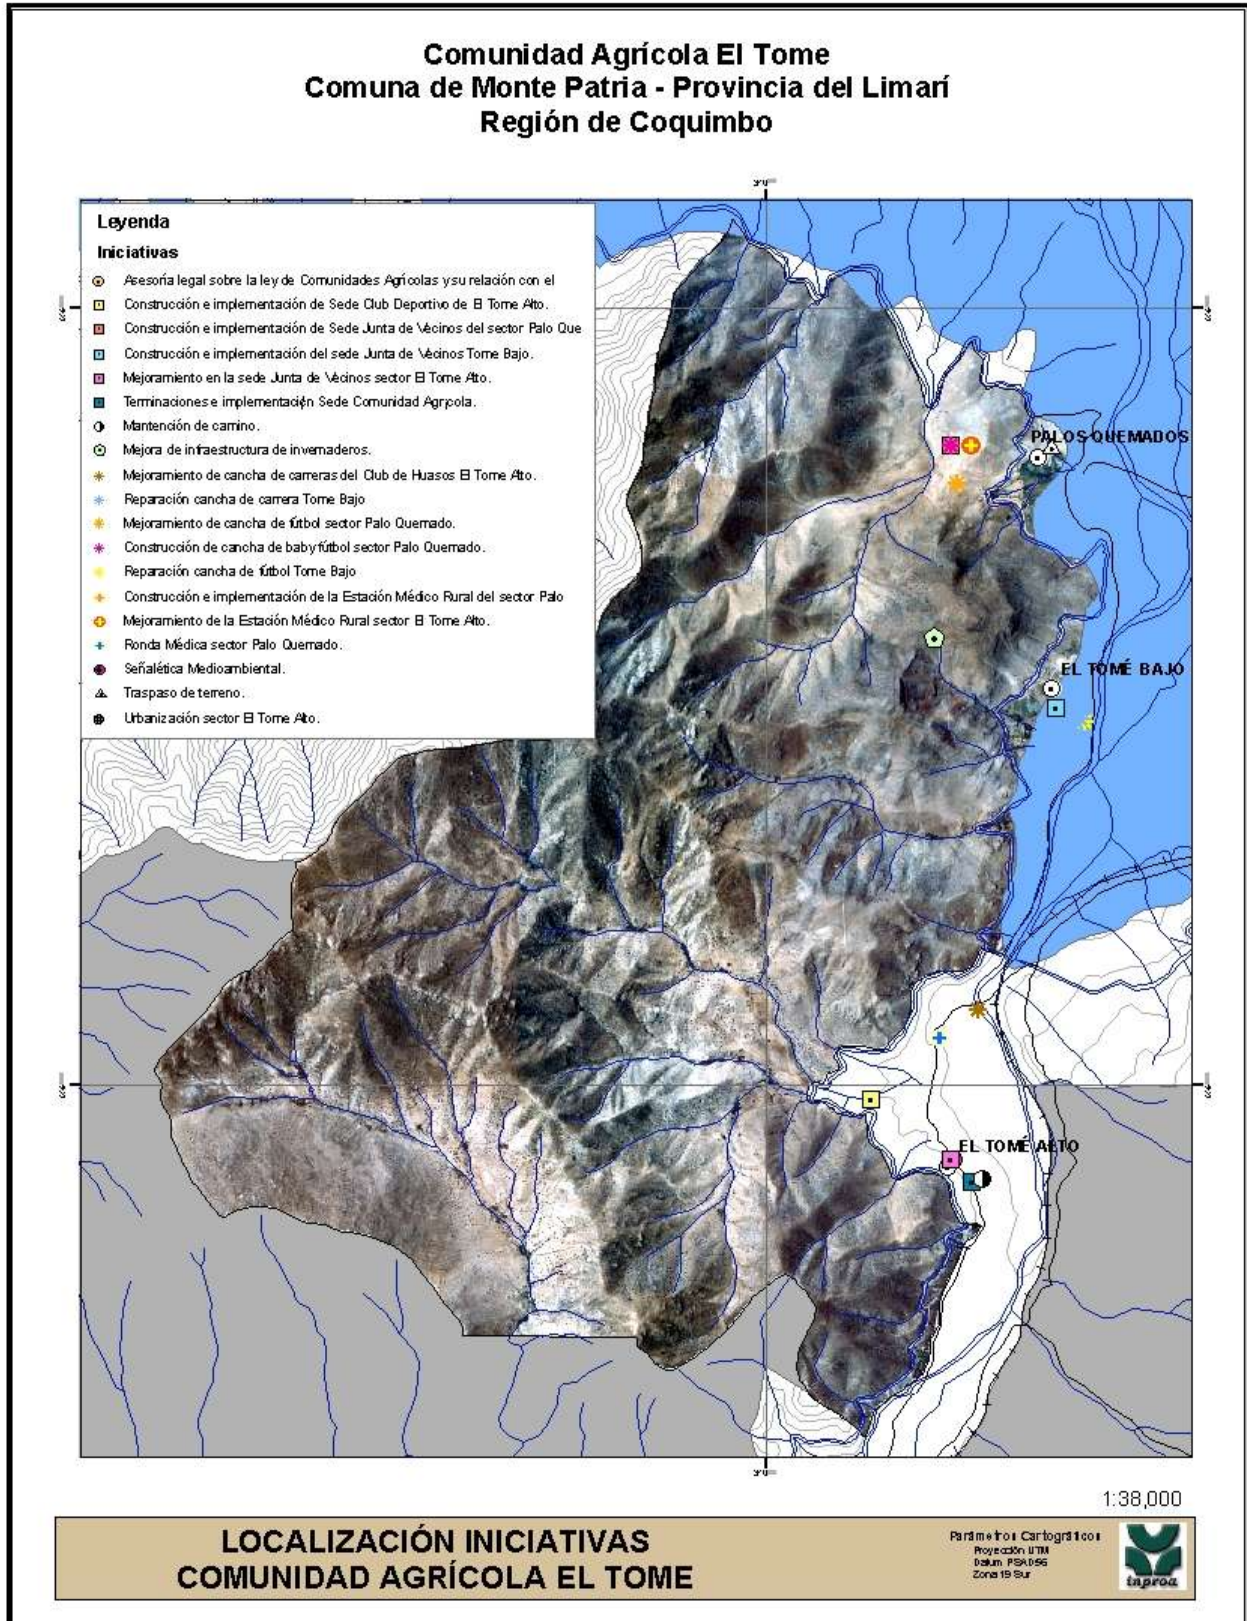 Comunidad Agrícola El Tome
Comuna de Monte Patria - Provincia del Limarí
Región de Coquimbo
Leyenda
Iniciativas
Asesoría legal sobre la ley de Comunidades Agrícolas y su relación con el
Construcción e implementación de Sede Club Deportivo de El Tome Alto.
Construcción e implementación de Sede Junta de Vecinos del sector Palo Que
Construcción e implementación del sede Junta de Vecinos Tome Bajo.
Mejoramiento en la sede Junta de Vecinos sector El Tome Alto.
Terminaciones e implementación Sede Comunidad Agrícola.
Mantención de camino.
Mejora de infraestructura de invernaderos.
Mejoramiento de cancha de carreras del Club de Huasos El Tome Alto.
Reparación cancha de carrera Tome Bajo
Mejoramiento de cancha de fútbol sector Palo Quemado.
Construcción de cancha de baby fútbol sector Palo Quemado.
Reparación cancha de fútbol Tome Bajo
Construcción e implementación de la Estación Médico Rural del sector Palo
Mejoramiento de la Estación Médico Rural sector El Tome Alto.
Ronda Médica sector Palo Quemado.
Señalética Medioambiental.
Traspaso de terreno.
Urbanización sector El Tome Alto.
PALOS QUEMADOS
EL TOMÉ BAJO
EL TOMÉ ALTO
1:38,000
LOCALIZACIÓN INICIATIVAS
COMUNIDAD AGRÍCOLA EL TOME
Parámetros Cartográficos
Proyección UTM
Datum PSAD56
Zona 19 Sur
inproa